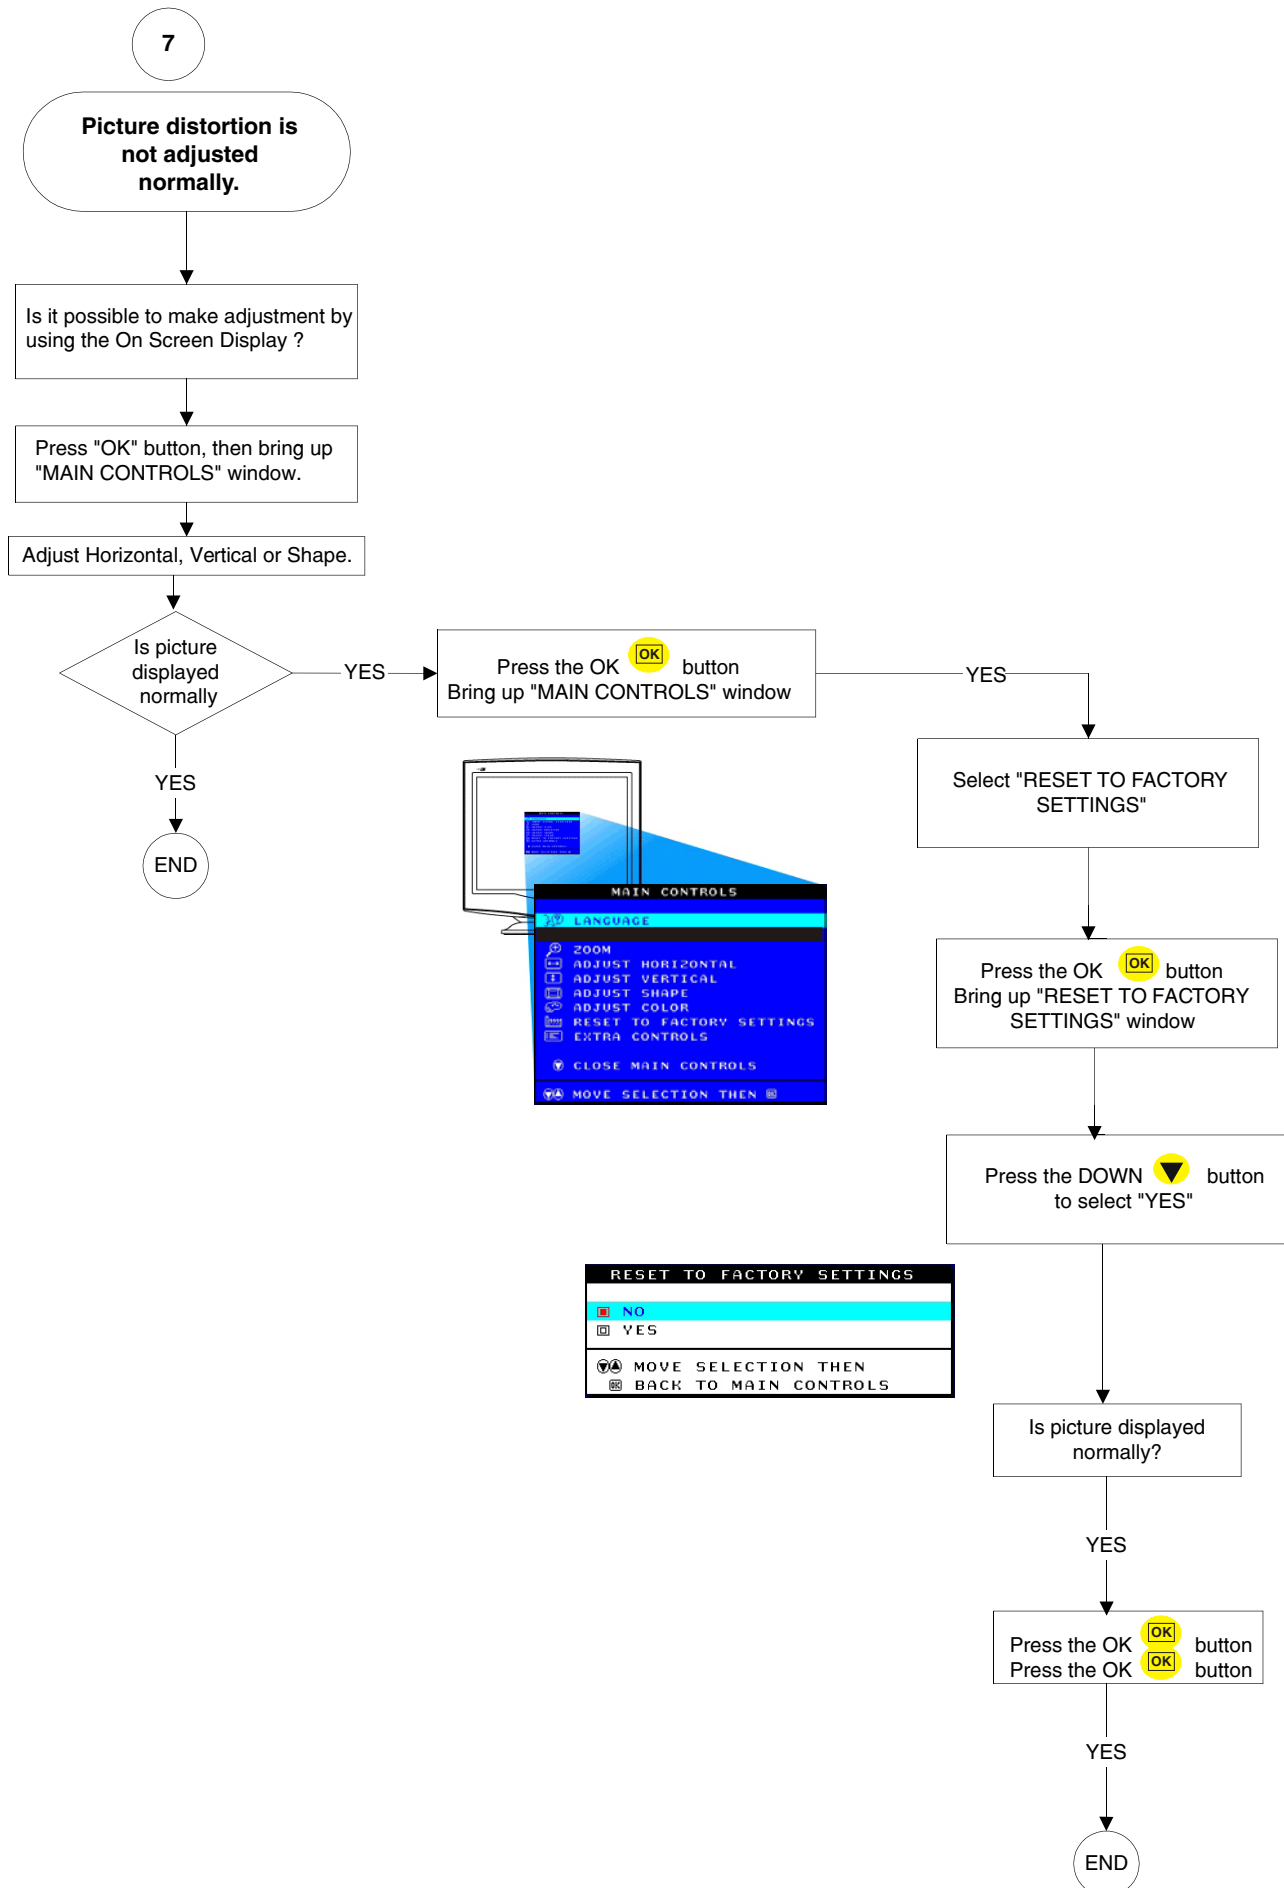 7
Picture distortion is
not adjusted
normally.
Is it possible to make adjustment by
using the On Screen Display ?
Press "OK" button, then bring up
"MAIN CONTROLS" window.
Adjust Horizontal, Vertical or Shape.
Is picture
displayed
normally
YES
YES
END
Press the OK OK button
Bring up "MAIN CONTROLS" window
YES
MAIN CONTROLS
LANGUAGE
ZOOM
ADJUST HORIZONTAL
ADJUST VERTICAL
ADJUST SHAPE
ADJUST COLOR
RESET TO FACTORY SETTINGS
EXTRA CONTROLS
CLOSE MAIN CONTROLS
MOVE SELECTION THEN OK
Select "RESET TO FACTORY
SETTINGS"
Press the OK OK button
Bring up "RESET TO FACTORY
SETTINGS" window
Press the DOWN button
to select "YES"
RESET TO FACTORY SETTINGS
NO
YES
MOVE SELECTION THEN
OK BACK TO MAIN CONTROLS
Is picture displayed
normally?
YES
Press the OK OK button
Press the OK OK button
YES
END